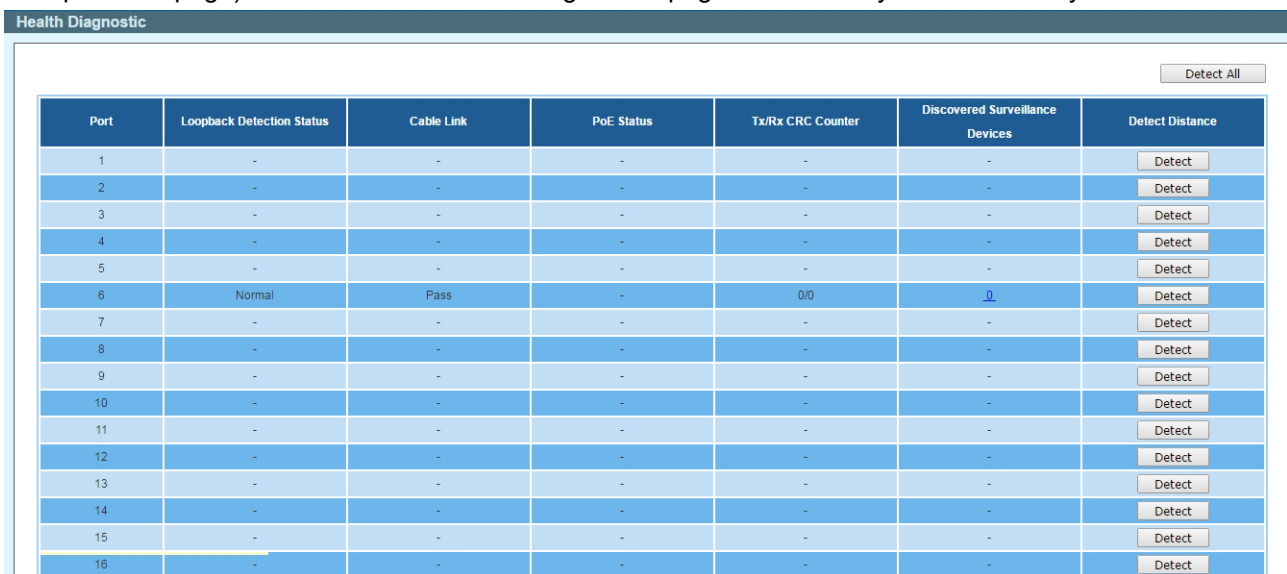 Health Diagnostic
Detect All
Port Loopback Detection Status Cable Link PoE Status Tx/Rx CRC Counter Discovered Surveillance Devices Detect Distance
1 - - - - - Detect
2 - - - - - Detect
3 - - - - - Detect
4 - - - - - Detect
5 - - - - - Detect
6 Normal Pass - 0/0 0 Detect
7 - - - - - Detect
8 - - - - - Detect
9 - - - - - Detect
10 - - - - - Detect
11 - - - - - Detect
12 - - - - - Detect
13 - - - - - Detect
14 - - - - - Detect
15 - - - - - Detect
16 - - - - - Detect